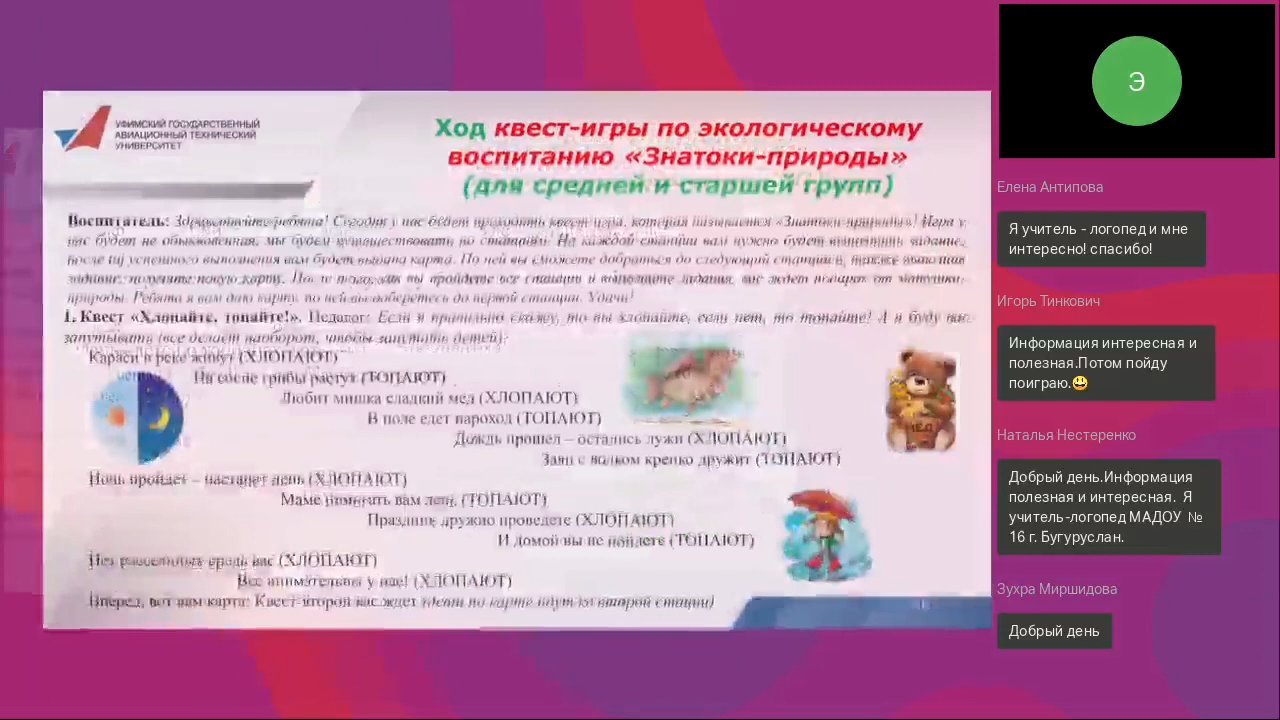 УФИМСКИЙ ГОСУДАРСТВЕННЫЙ
АВИАЦИОННЫЙ ТЕХНИЧЕСКИЙ
УНИВЕРСИТЕТ
Ход квест-игры по экологическому
воспитанию «Знатоки-природы»
(для средней и старшей групп)
Воспитатель: Здравствуйте ребята! Сегодня у нас будет проходить квест-игра, которая называется «Знатоки-природы»! Игра у
нас будет не обыкновенная, мы будем путешествовать по станциям. На каждой станции вам нужно будет выполнить задание,
после успешного выполнения вам будет выдана карта. По ней вы сможете добраться до следующей станции и, также выполнив
задание, получите новую карту. После того, как вы пройдете все станции и выполните задания, вас ждет подарок от матушки-
природы. Ребята я вам даю карту, по ней вы доберетесь до первой станции. Удачи!
1. Квест «Хлопайте, топайте!». Педагог: Если я правильно скажу, то вы хлопайте, если нет, то топайте! А я буду вас
запутывать (все делает наоборот, чтобы запутать детей):
Караси в реке живут (ХЛОПАЮТ)
На сосне грибы растут (ТОПАЮТ)
Любит мишка сладкий мед (ХЛОПАЮТ)
В поле едет пароход (ТОПАЮТ)
Дождь прошел – остались лужи (ХЛОПАЮТ)
Заяц с волком крепко дружит (ТОПАЮТ)
Ночь пройдет – настанет день (ХЛОПАЮТ)
Маме помогать вам лень (ТОПАЮТ)
Праздник дружно проведете (ХЛОПАЮТ)
И домой вы не пойдете (ТОПАЮТ)
Нет рассеянных среди вас (ХЛОПАЮТ)
Все внимательны у нас! (ХЛОПАЮТ)
Вперед, вот вам карта: Квест второй вас ждет (дети по карте идут ко второй станции)
МЕД
Э
Елена Антипова
Я учитель - логопед и мне
интересно! спасибо!
Игорь Тинкович
Информация интересная и
полезная.Потом пойду
поиграю.😃
Наталья Нестеренко
Добрый день.Информация
полезная и интересная. Я
учитель-логопед МАДОУ №
16 г. Бугуруслан.
Зухра Миршидова
Добрый день